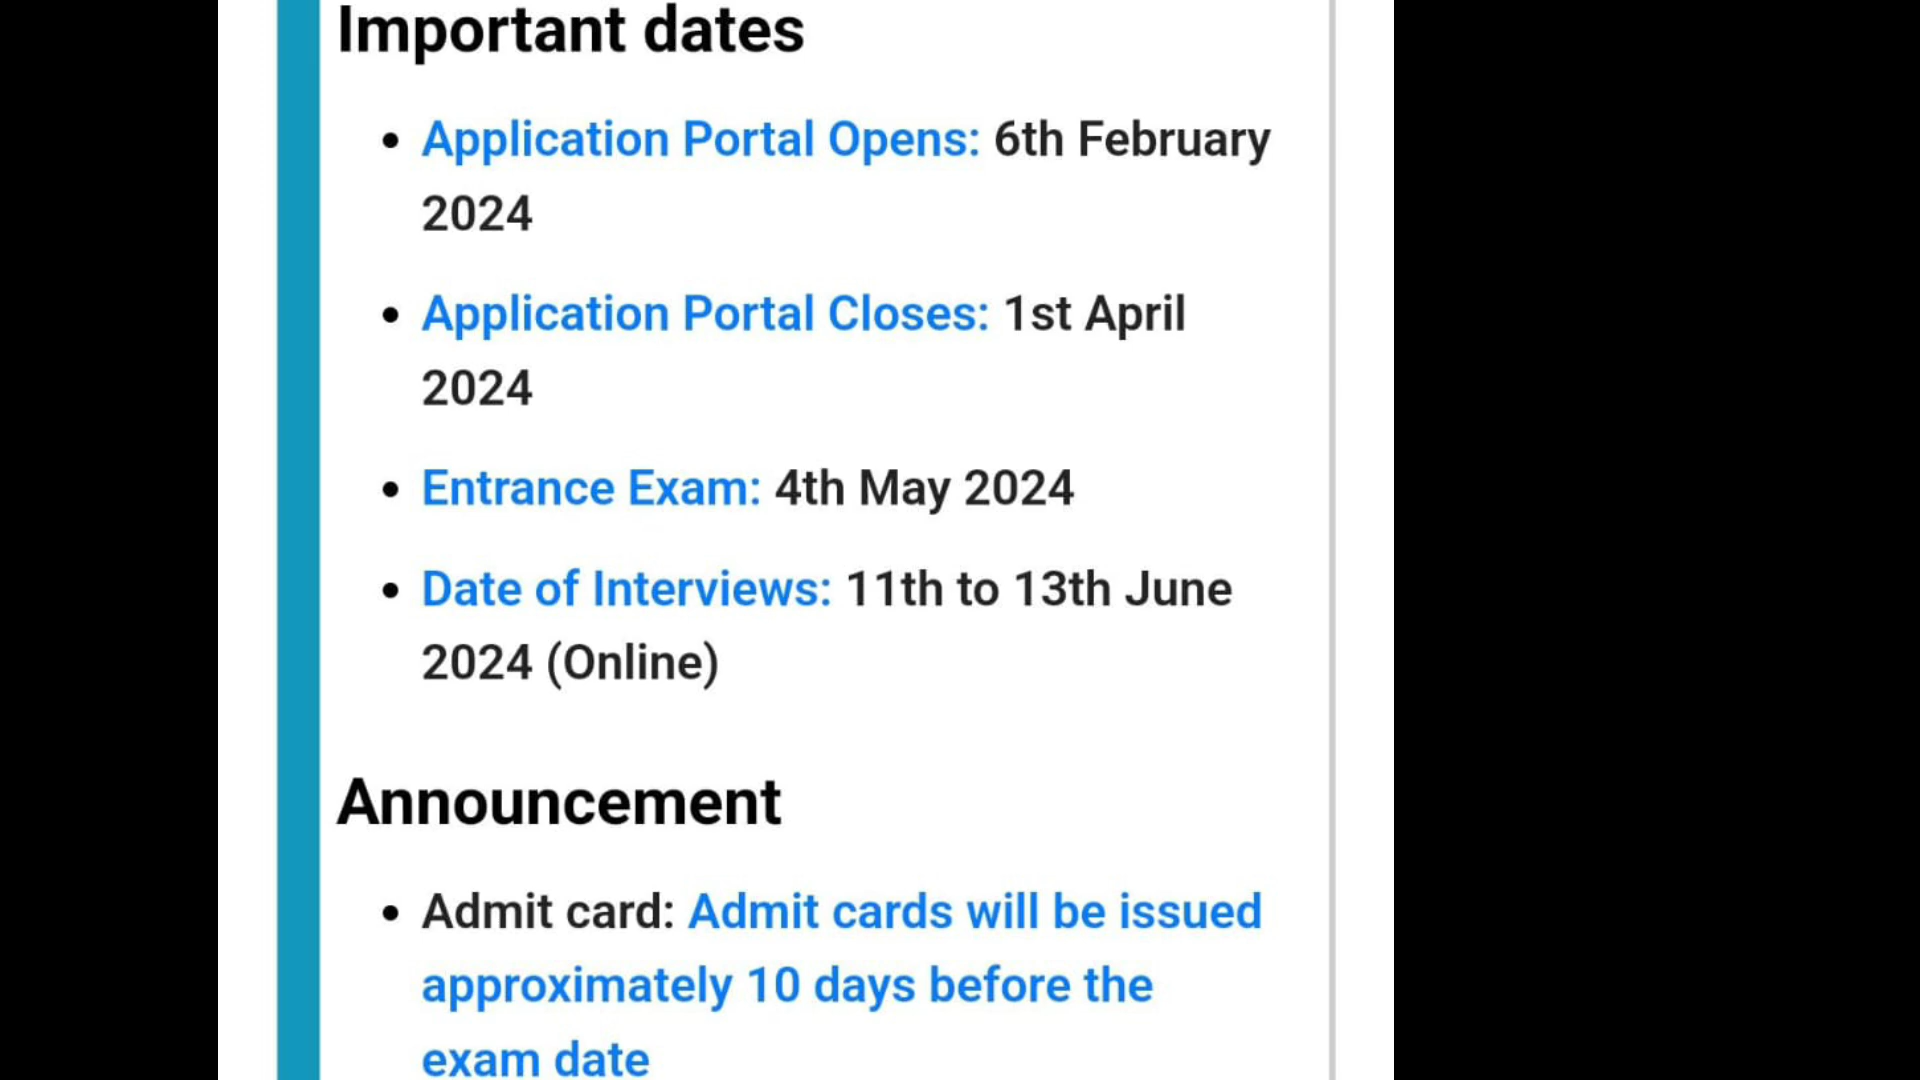 Important dates
Application Portal Opens: 6th February
2024
Application Portal Closes: 1st April
2024
Entrance Exam: 4th May 2024
Date of Interviews: 11th to 13th June
2024 (Online)
Announcement
Admit card: Admit cards will be issued
approximately 10 days before the
exam date